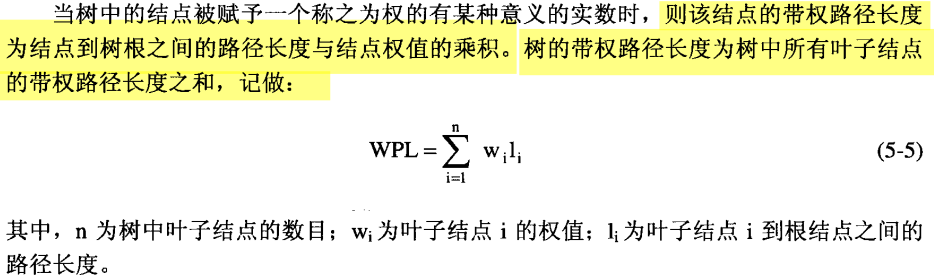 当树中的结点被赋予一个称之为权的有某种意义的实数时，则该结点的带权路径长度
为结点到树根之间的路径长度与结点权值的乘积。树的带权路径长度为树中所有叶子结点
的带权路径长度之和，记做：
WPL = ∑_{i=1}^{n} w_i l_i (5-5)
其中，n 为树中叶子结点的数目；w_i 为叶子结点 i 的权值；l_i 为叶子结点 i 到根结点之间的
路径长度。